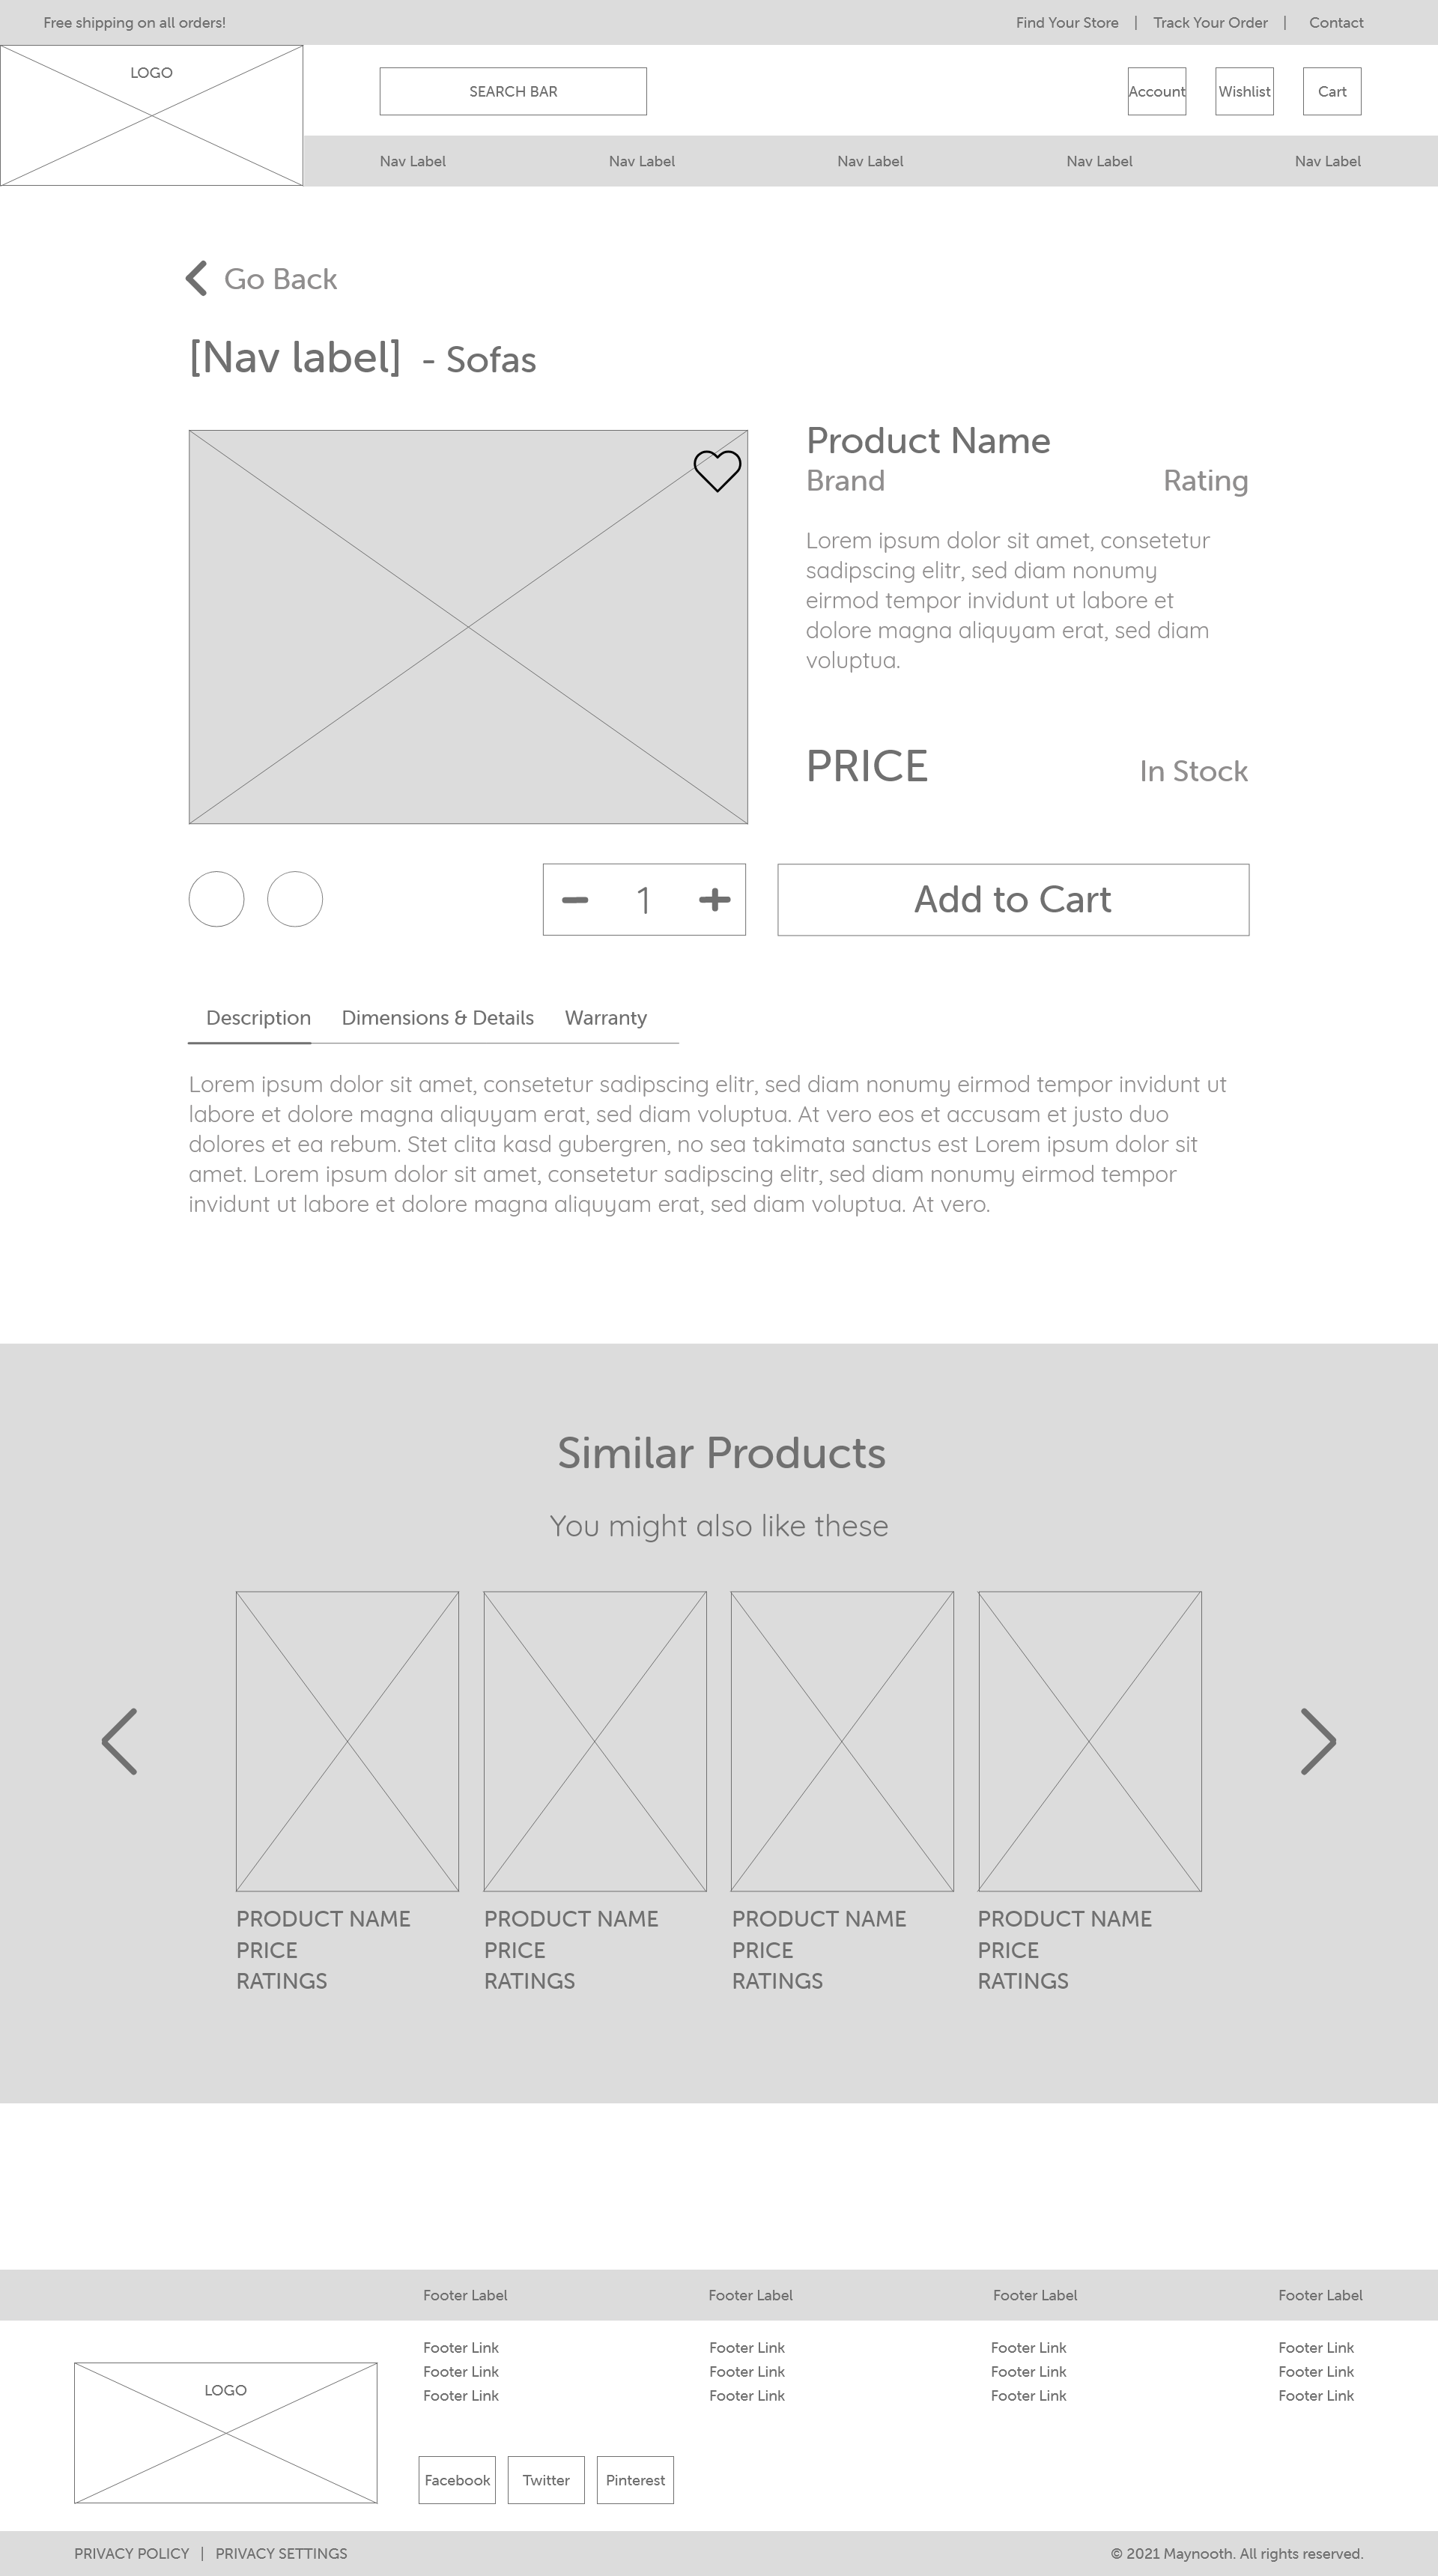 Free shipping on all orders!
Find Your Store | Track Your Order | Contact
LOGO
SEARCH BAR
Account
Wishlist
Cart
Nav Label
Nav Label
Nav Label
Nav Label
Nav Label
Go Back
[Nav label] - Sofas
Product Name
Brand
Rating
Lorem ipsum dolor sit amet, consetetur
sadipscing elitr, sed diam nonumy
eirmod tempor invidunt ut labore et
dolore magna aliquyam erat, sed diam
voluptua.
PRICE
In Stock
1
Add to Cart
Description
Dimensions & Details
Warranty
Lorem ipsum dolor sit amet, consetetur sadipscing elitr, sed diam nonumy eirmod tempor invidunt ut
labore et dolore magna aliquyam erat, sed diam voluptua. At vero eos et accusam et justo duo
dolores et ea rebum. Stet clita kasd gubergren, no sea takimata sanctus est Lorem ipsum dolor sit
amet. Lorem ipsum dolor sit amet, consetetur sadipscing elitr, sed diam nonumy eirmod tempor
invidunt ut labore et dolore magna aliquyam erat, sed diam voluptua. At vero.
Similar Products
You might also like these
PRODUCT NAME
PRICE
RATINGS
PRODUCT NAME
PRICE
RATINGS
PRODUCT NAME
PRICE
RATINGS
PRODUCT NAME
PRICE
RATINGS
Footer Label
Footer Label
Footer Label
Footer Label
Footer Link
Footer Link
Footer Link
Footer Link
Footer Link
Footer Link
Footer Link
Footer Link
Footer Link
Footer Link
Footer Link
Footer Link
LOGO
Facebook
Twitter
Pinterest
PRIVACY POLICY | PRIVACY SETTINGS
© 2021 Maynooth. All rights reserved.